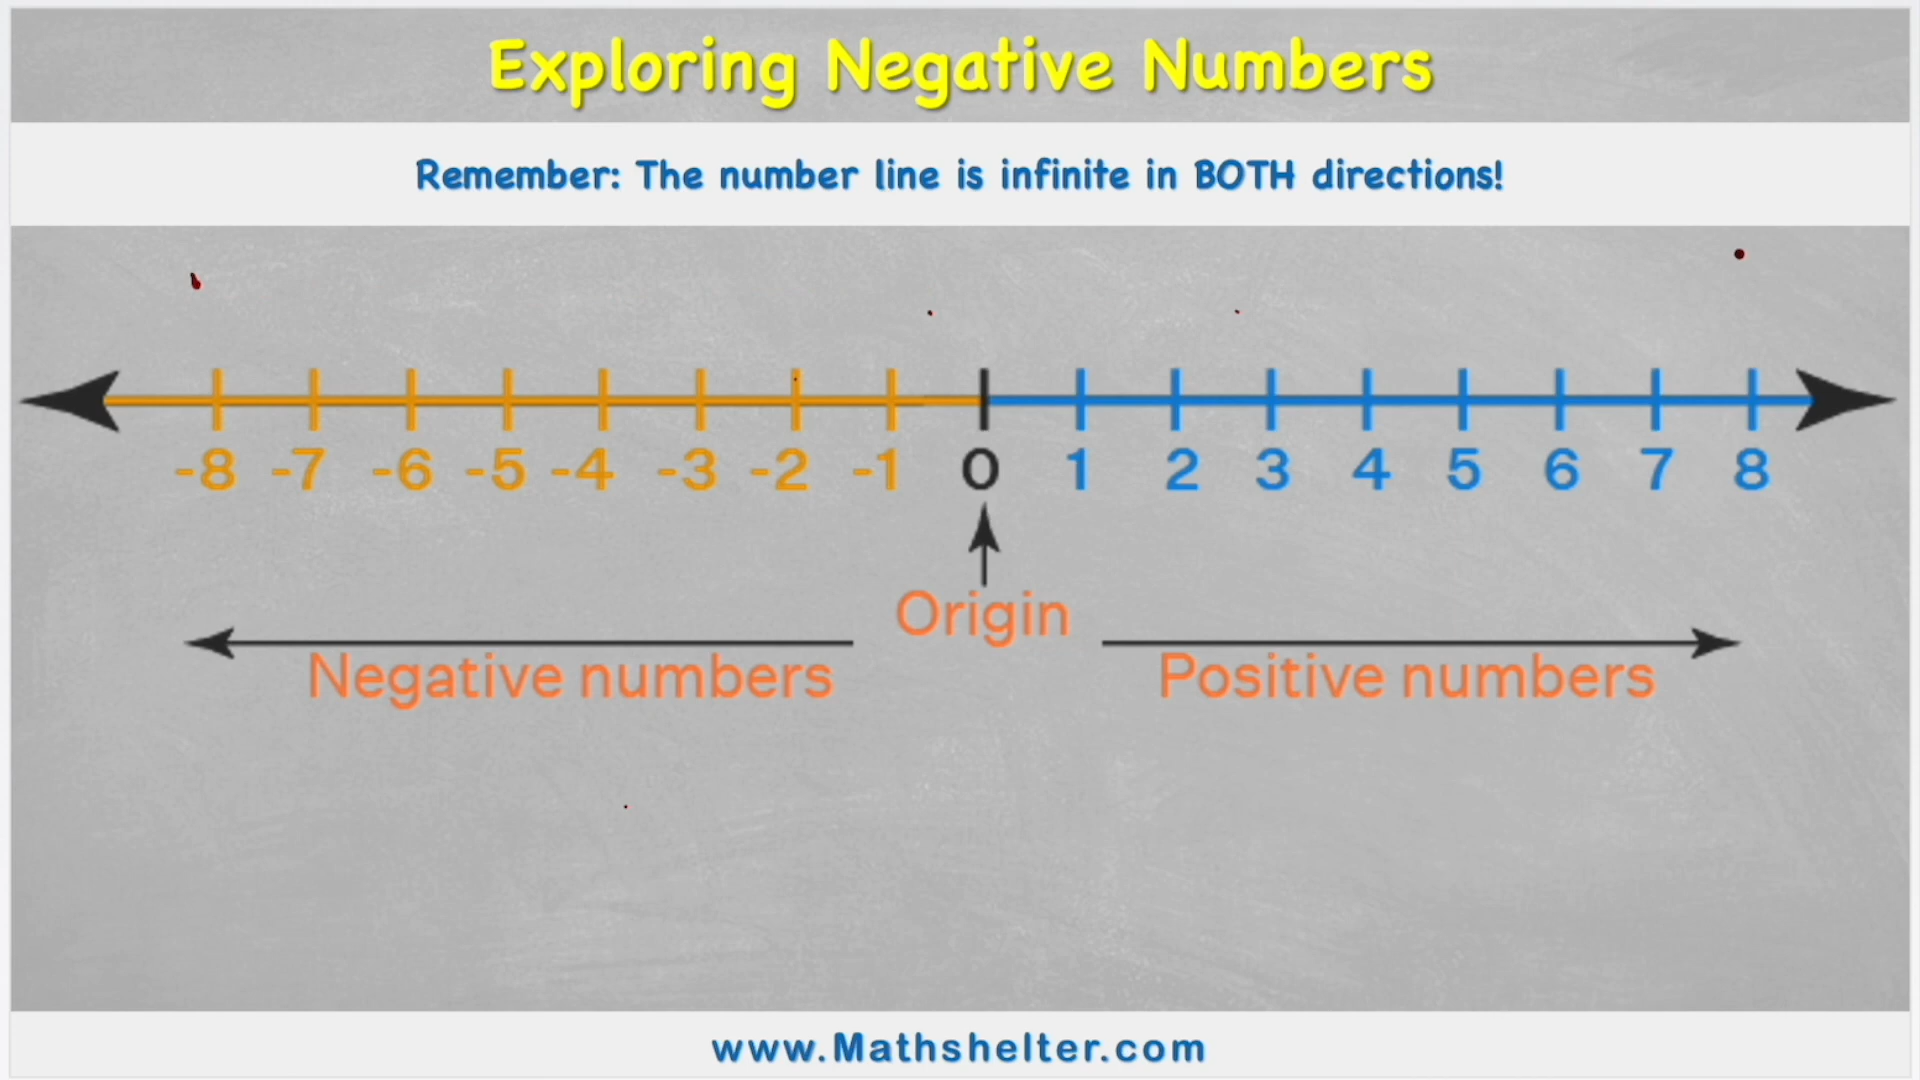 Exploring Negative Numbers
Remember: The number line is infinite in BOTH directions!
-8 -7 -6 -5 -4 -3 -2 -1 0 1 2 3 4 5 6 7 8
Origin
Negative numbers
Positive numbers
www.Mathshelter.com